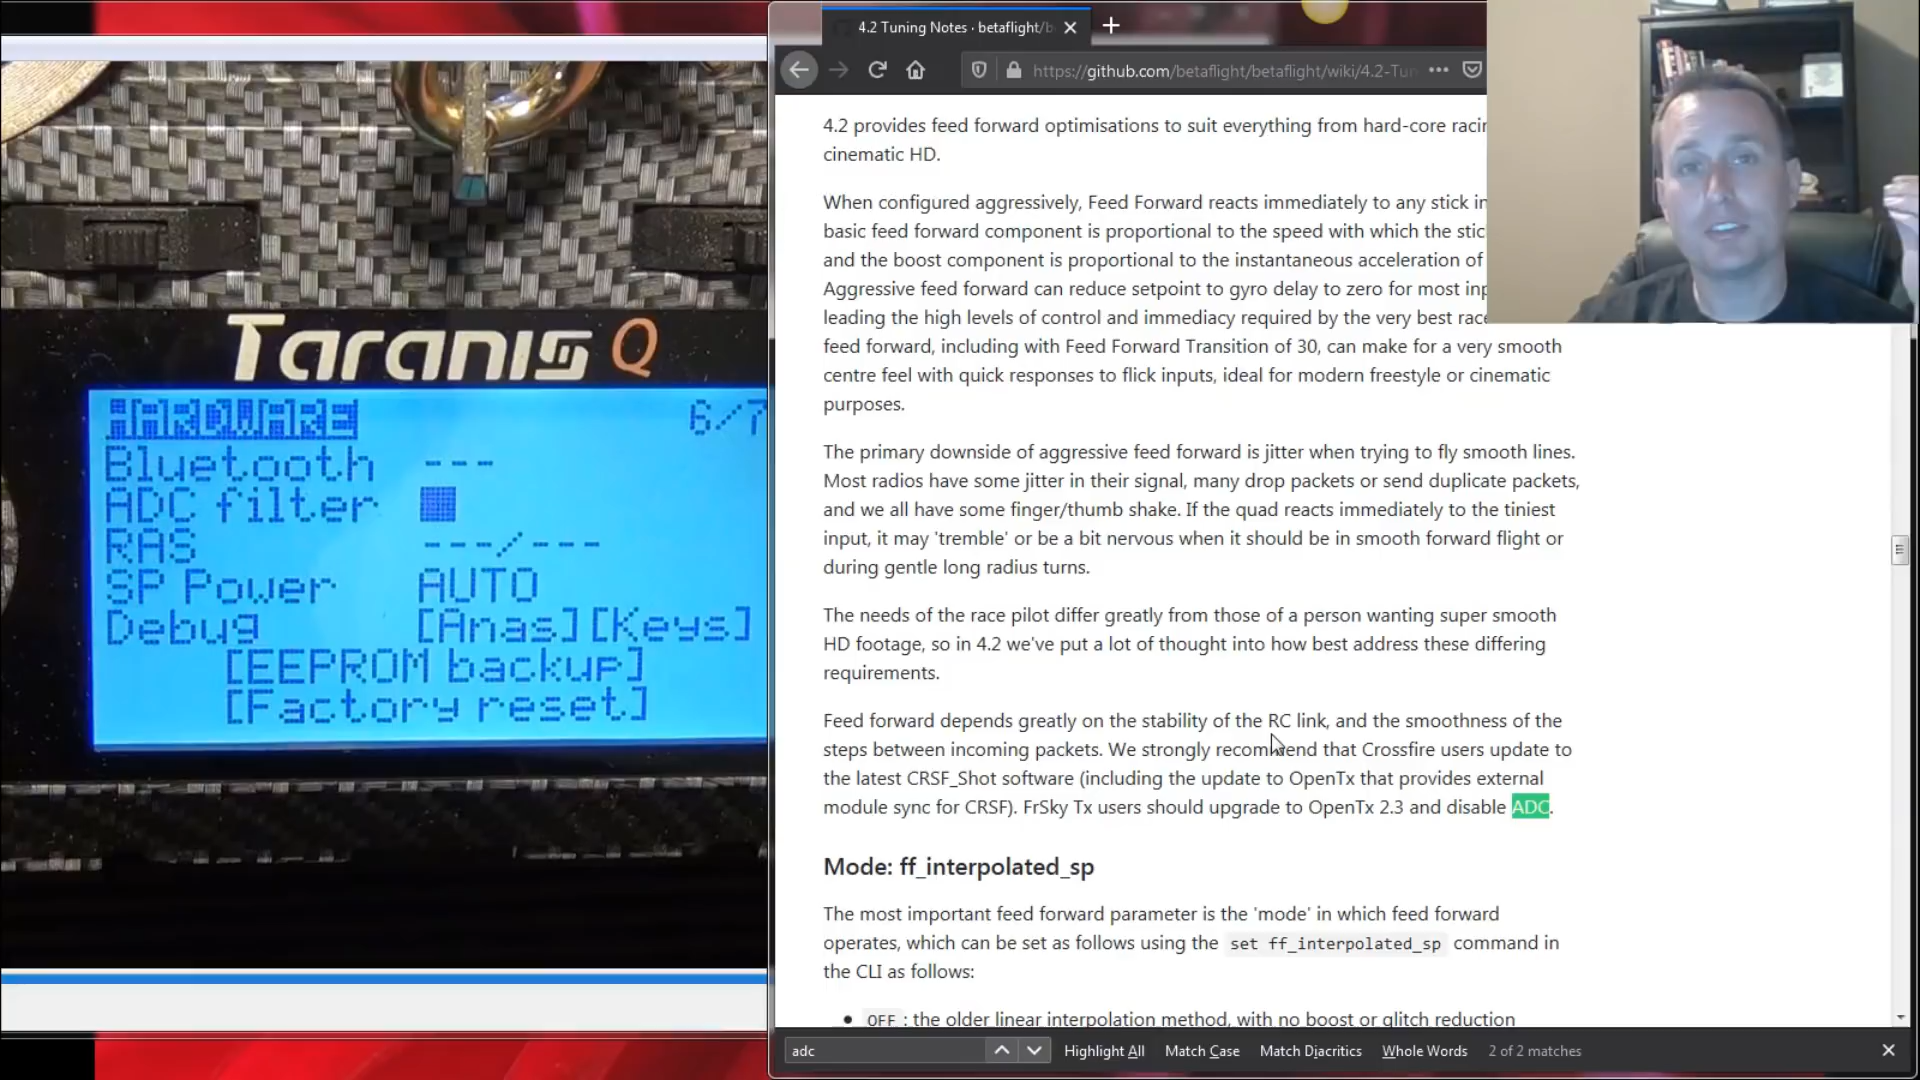 Taranis Q
HARDWARE 6/7
Bluetooth ---
ADC filter
RAS ---/---
SP Power AUTO
Debug [Anas][Keys]
[EEPROM backup]
[Factory reset]
4.2 Tuning Notes · betaflight/b
https://github.com/betaflight/betaflight/wiki/4.2-Tun
4.2 provides feed forward optimisations to suit everything from hard-core racin
cinematic HD.
When configured aggressively, Feed Forward reacts immediately to any stick in
basic feed forward component is proportional to the speed with which the stic
and the boost component is proportional to the instantaneous acceleration of
Aggressive feed forward can reduce setpoint to gyro delay to zero for most inp
leading the high levels of control and immediacy required by the very best race
feed forward, including with Feed Forward Transition of 30, can make for a very smooth
centre feel with quick responses to flick inputs, ideal for modern freestyle or cinematic
purposes.
The primary downside of aggressive feed forward is jitter when trying to fly smooth lines.
Most radios have some jitter in their signal, many drop packets or send duplicate packets,
and we all have some finger/thumb shake. If the quad reacts immediately to the tiniest
input, it may 'tremble' or be a bit nervous when it should be in smooth forward flight or
during gentle long radius turns.
The needs of the race pilot differ greatly from those of a person wanting super smooth
HD footage, so in 4.2 we've put a lot of thought into how best address these differing
requirements.
Feed forward depends greatly on the stability of the RC link, and the smoothness of the
steps between incoming packets. We strongly recommend that Crossfire users update to
the latest CRSF_Shot software (including the update to OpenTx that provides external
module sync for CRSF). FrSky Tx users should upgrade to OpenTx 2.3 and disable ADC.
Mode: ff_interpolated_sp
The most important feed forward parameter is the 'mode' in which feed forward
operates, which can be set as follows using the set ff_interpolated_sp command in
the CLI as follows:
• OFF : the older linear interpolation method, with no boost or glitch reduction
adc Highlight All Match Case Match Diacritics Whole Words 2 of 2 matches